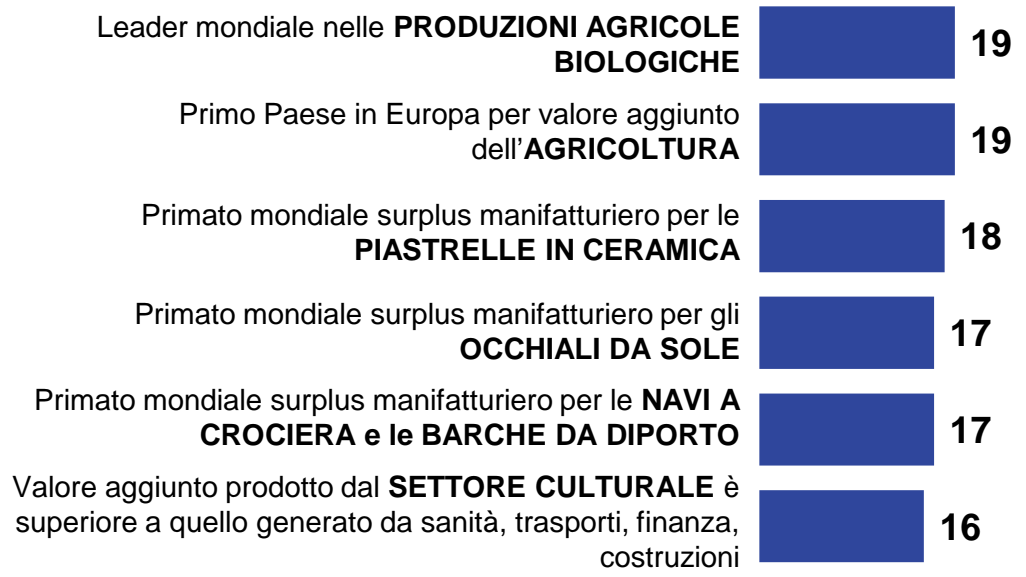 Leader mondiale nelle PRODUZIONI AGRICOLE
BIOLOGICHE
19
Primo Paese in Europa per valore aggiunto
dell’AGRICOLTURA
19
Primato mondiale surplus manifatturiero per le
PIASTRELLE IN CERAMICA
18
Primato mondiale surplus manifatturiero per gli
OCCHIALI DA SOLE
17
Primato mondiale surplus manifatturiero per le NAVI A
CROCIERA e le BARCHE DA DIPORTO
17
Valore aggiunto prodotto dal SETTORE CULTURALE è
superiore a quello generato da sanità, trasporti, finanza,
costruzioni
16